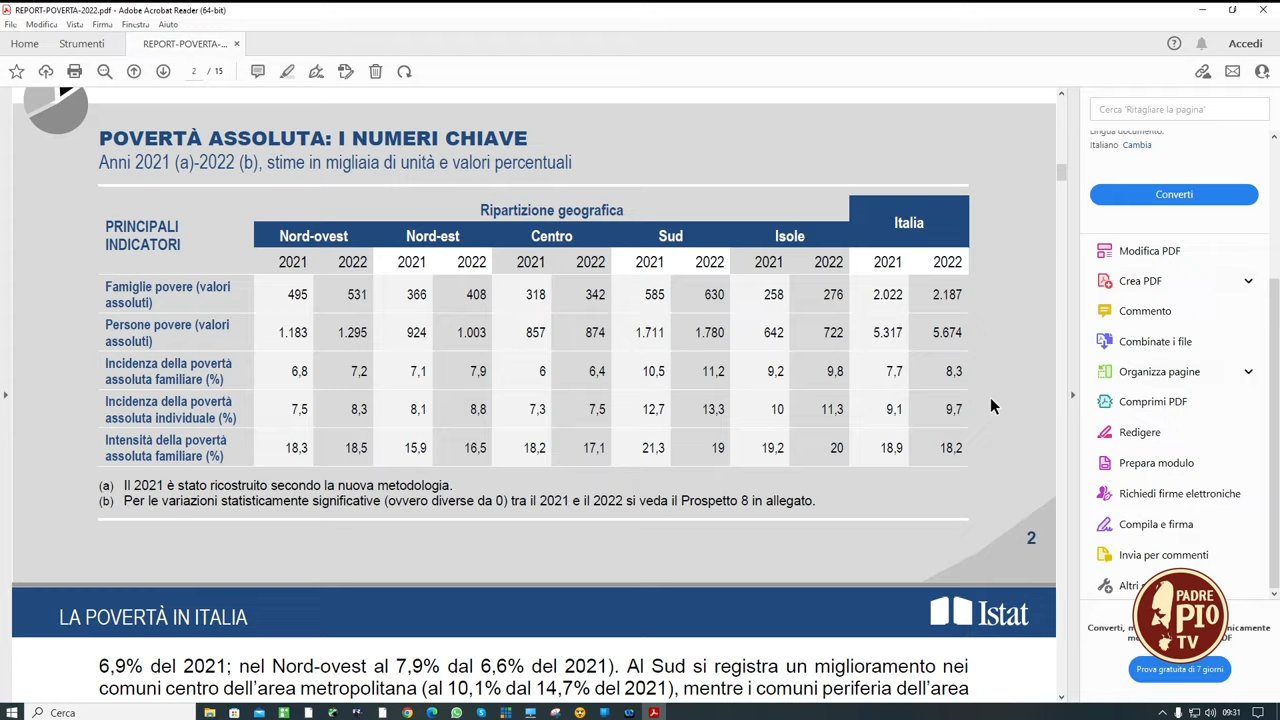 REPORT-POVERTA-2022.pdf - Adobe Acrobat Reader (64-bit)
File Modifica Vista Firma Finestra Aiuto
Home Strumenti REPORT-POVERTA-... × Accedi
2 / 15
Cerca 'Ritagliare la pagina'
Lingua documento:
Italiano Cambia
Converti
Modifica PDF
Crea PDF
Commento
Combinate i file
Organizza pagine
Comprimi PDF
Redigere
Prepara modulo
Richiedi firme elettroniche
Compila e firma
Invia per commenti
Altri
Converti, m
DF
Prova gratuita di 7 giorni
PADRE
PIO
TV
POVERTÀ ASSOLUTA: I NUMERI CHIAVE
Anni 2021 (a)-2022 (b), stime in migliaia di unità e valori percentuali
PRINCIPALI INDICATORI Ripartizione geografica Italia
Nord-ovest Nord-est Centro Sud Isole
2021 2022 2021 2022 2021 2022 2021 2022 2021 2022 2021 2022
Famiglie povere (valori
assoluti) 495 531 366 408 318 342 585 630 258 276 2.022 2.187
Persone povere (valori
assoluti) 1.183 1.295 924 1.003 857 874 1.711 1.780 642 722 5.317 5.674
Incidenza della povertà
assoluta familiare (%) 6,8 7,2 7,1 7,9 6 6,4 10,5 11,2 9,2 9,8 7,7 8,3
Incidenza della povertà
assoluta individuale (%) 7,5 8,3 8,1 8,8 7,3 7,5 12,7 13,3 10 11,3 9,1 9,7
Intensità della povertà
assoluta familiare (%) 18,3 18,5 15,9 16,5 18,2 17,1 21,3 19 19,2 20 18,9 18,2
(a) Il 2021 è stato ricostruito secondo la nuova metodologia.
(b) Per le variazioni statisticamente significative (ovvero diverse da 0) tra il 2021 e il 2022 si veda il Prospetto 8 in allegato.
2
LA POVERTÀ IN ITALIA Istat
6,9% del 2021; nel Nord-ovest al 7,9% dal 6,6% del 2021). Al Sud si registra un miglioramento nei
comuni centro dell'area metropolitana (al 10,1% dal 14,7% del 2021), mentre i comuni periferia dell'area
Cerca 09:31